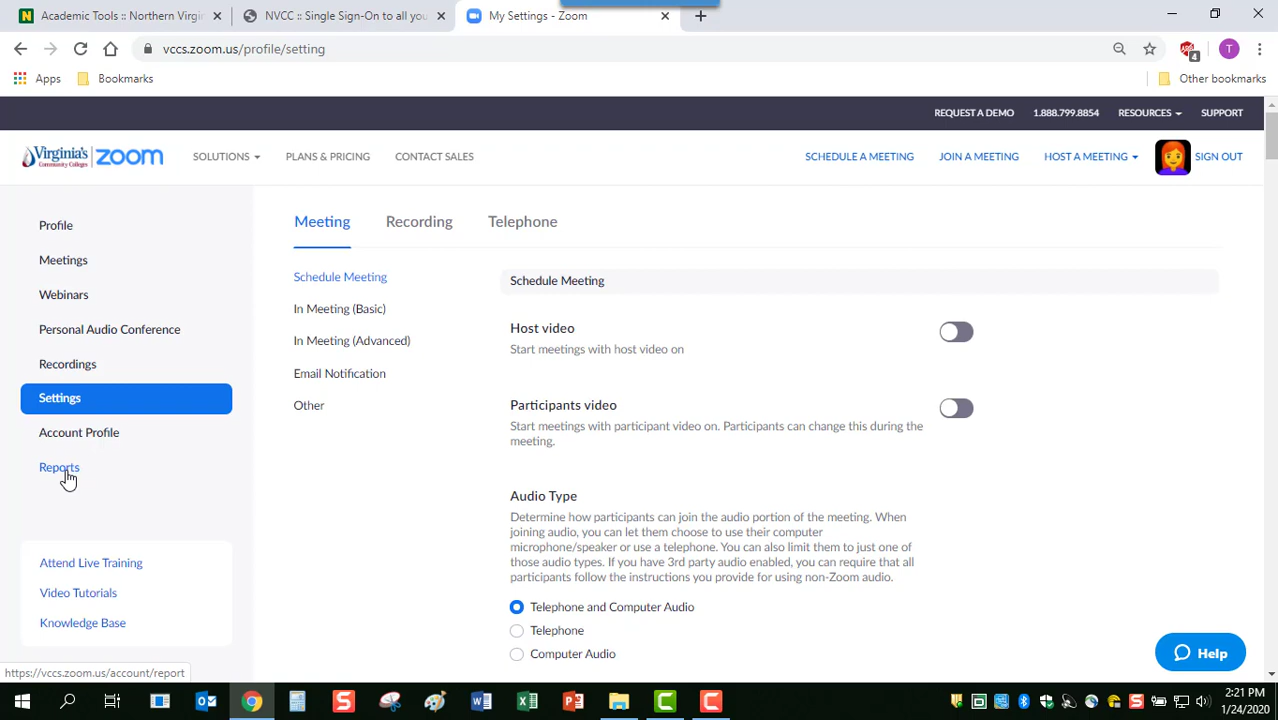 Academic Tools :: Northern Virgin
NVCC :: Single Sign-On to all you
My Settings - Zoom
vccs.zoom.us/profile/setting
4
T
Apps
Bookmarks
Other bookmarks
REQUEST A DEMO
1.888.799.8854
RESOURCES
SUPPORT
Virginia's
Community Colleges
zoom
SOLUTIONS
PLANS & PRICING
CONTACT SALES
SCHEDULE A MEETING
JOIN A MEETING
HOST A MEETING
SIGN OUT
Profile
Meetings
Webinars
Personal Audio Conference
Recordings
Settings
Account Profile
Reports
Attend Live Training
Video Tutorials
Knowledge Base
https://vccs.zoom.us/account/report
Meeting
Recording
Telephone
Schedule Meeting
In Meeting (Basic)
In Meeting (Advanced)
Email Notification
Other
Schedule Meeting
Host video
Start meetings with host video on
Participants video
Start meetings with participant video on. Participants can change this during the
meeting.
Audio Type
Determine how participants can join the audio portion of the meeting. When
joining audio, you can let them choose to use their computer
microphone/speaker or use a telephone. You can also limit them to just one of
those audio types. If you have 3rd party audio enabled, you can require that all
participants follow the instructions you provide for using non-Zoom audio.
Telephone and Computer Audio
Telephone
Computer Audio
Help
2:21 PM
1/24/2020